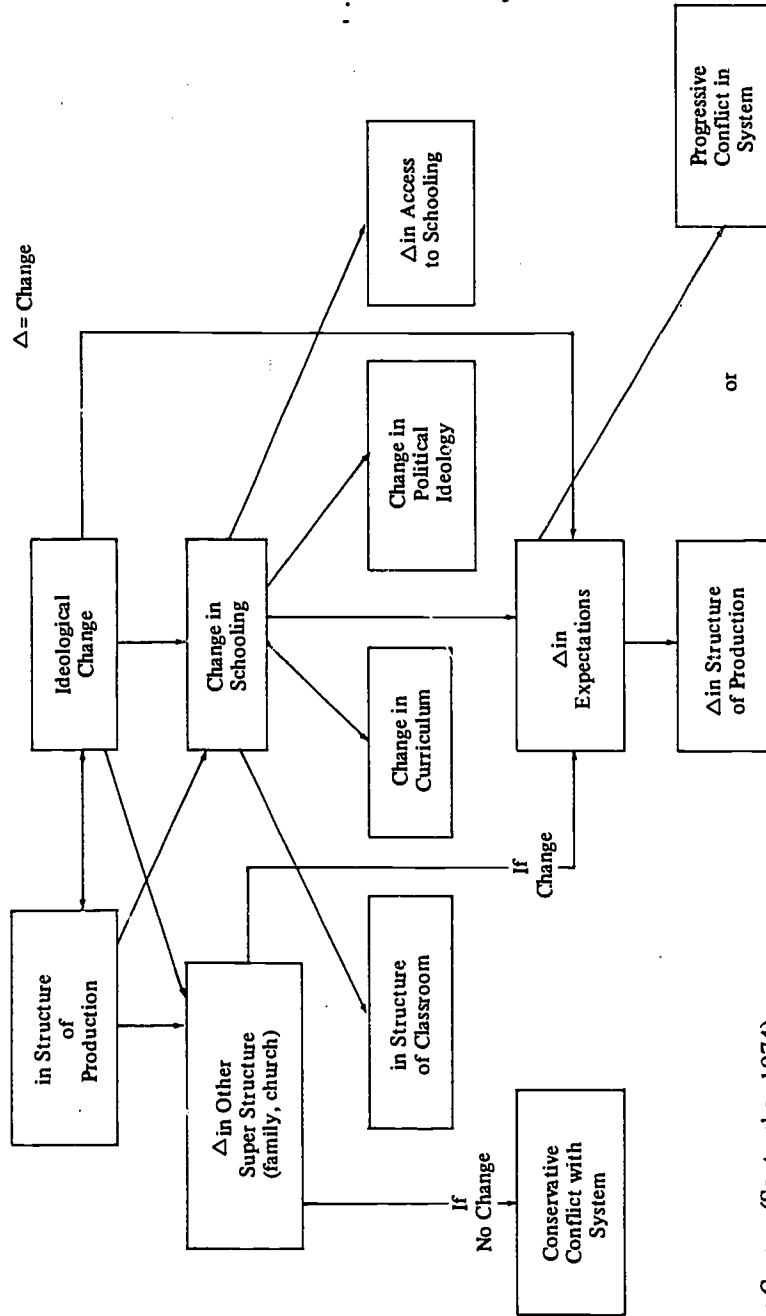 △= Change
in Structure
of
Production
Ideological
Change
△in Other
Super Structure
(family, church)
Change in
Schooling
in Structure
of Classroom
Change in
Curriculum
Change in
Political
Ideology
△in Access
to Schooling
If
No Change
If
Change
Conservative
Conflict with
System
△in
Expectations
△in Structure
of Production
or
Progressive
Conflict in
System
1974)